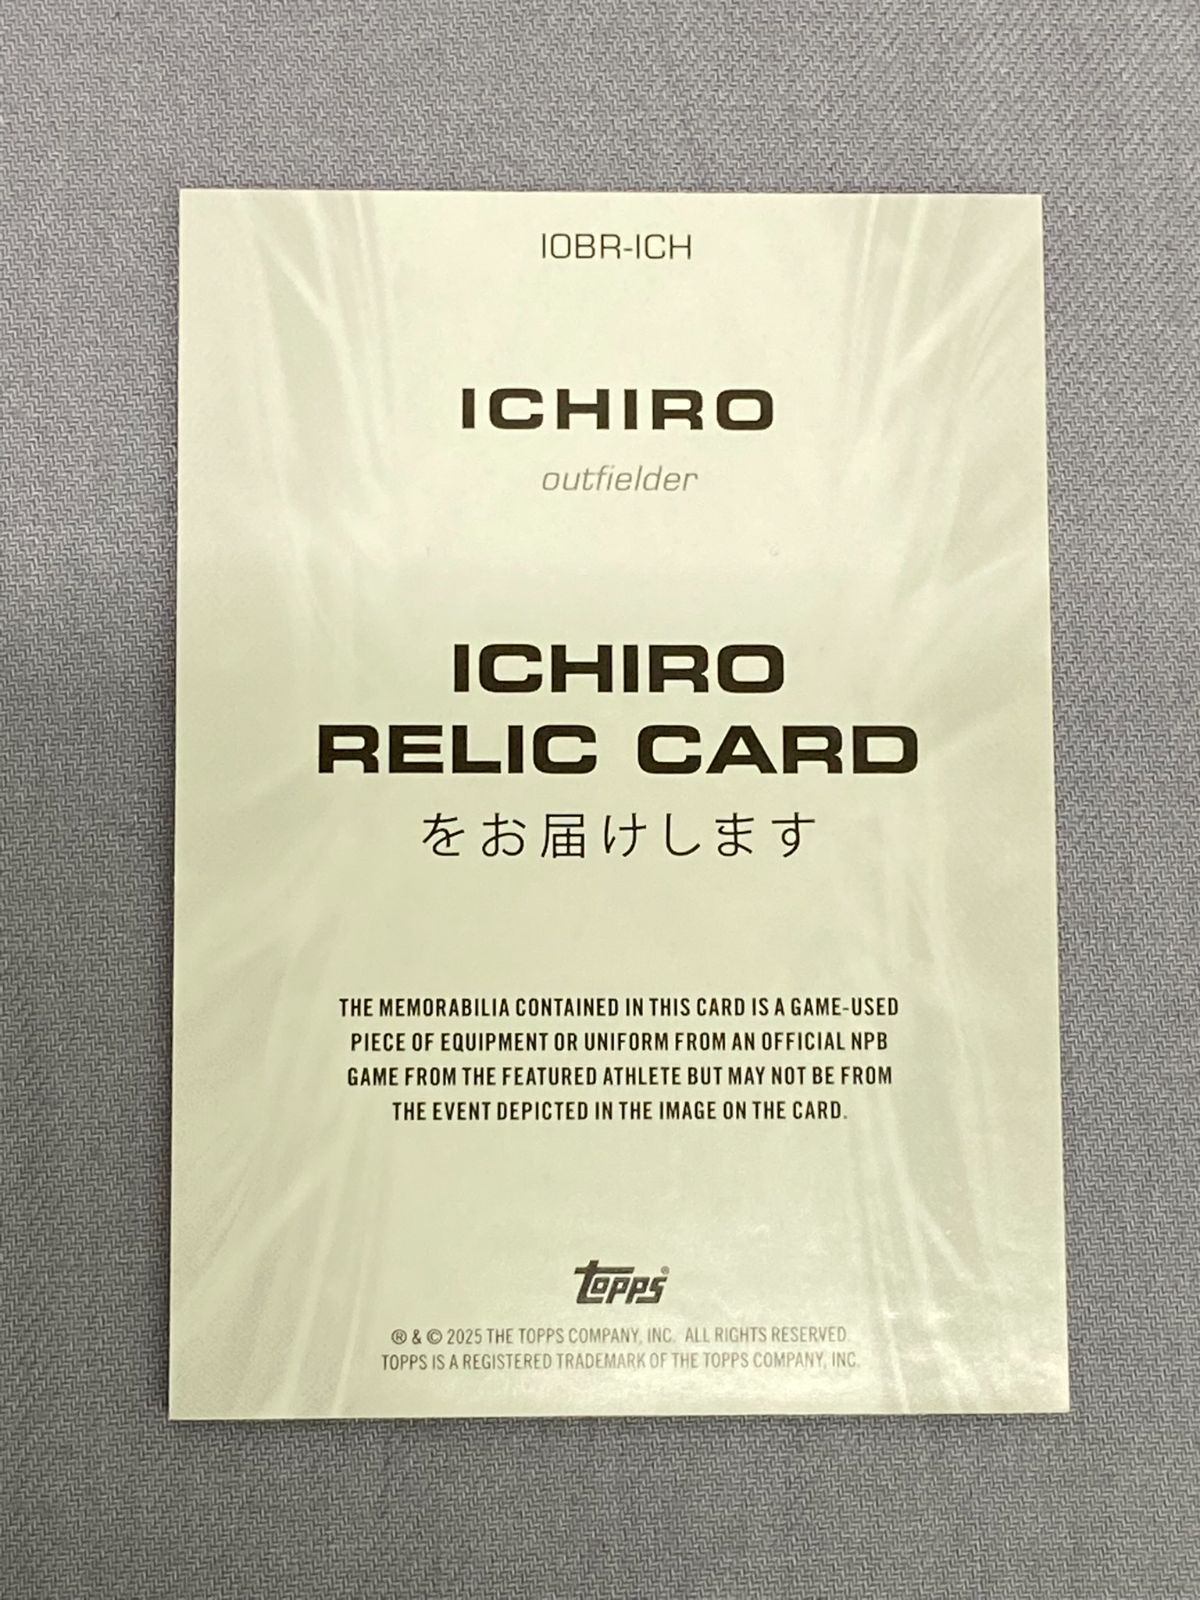 IOBR-ICH
ICHIRO
outfielder
ICHIRO
RELIC CARD
をお届けします
THE MEMORABILIA CONTAINED IN THIS CARD IS A GAME-USED
PIECE OF EQUIPMENT OR UNIFORM FROM AN OFFICIAL NPB
GAME FROM THE FEATURED ATHLETE BUT MAY NOT BE FROM
THE EVENT DEPICTED IN THE IMAGE ON THE CARD.
topps®
® & © 2025 THE TOPPS COMPANY, INC. ALL RIGHTS RESERVED.
TOPPS IS A REGISTERED TRADEMARK OF THE TOPPS COMPANY, INC.